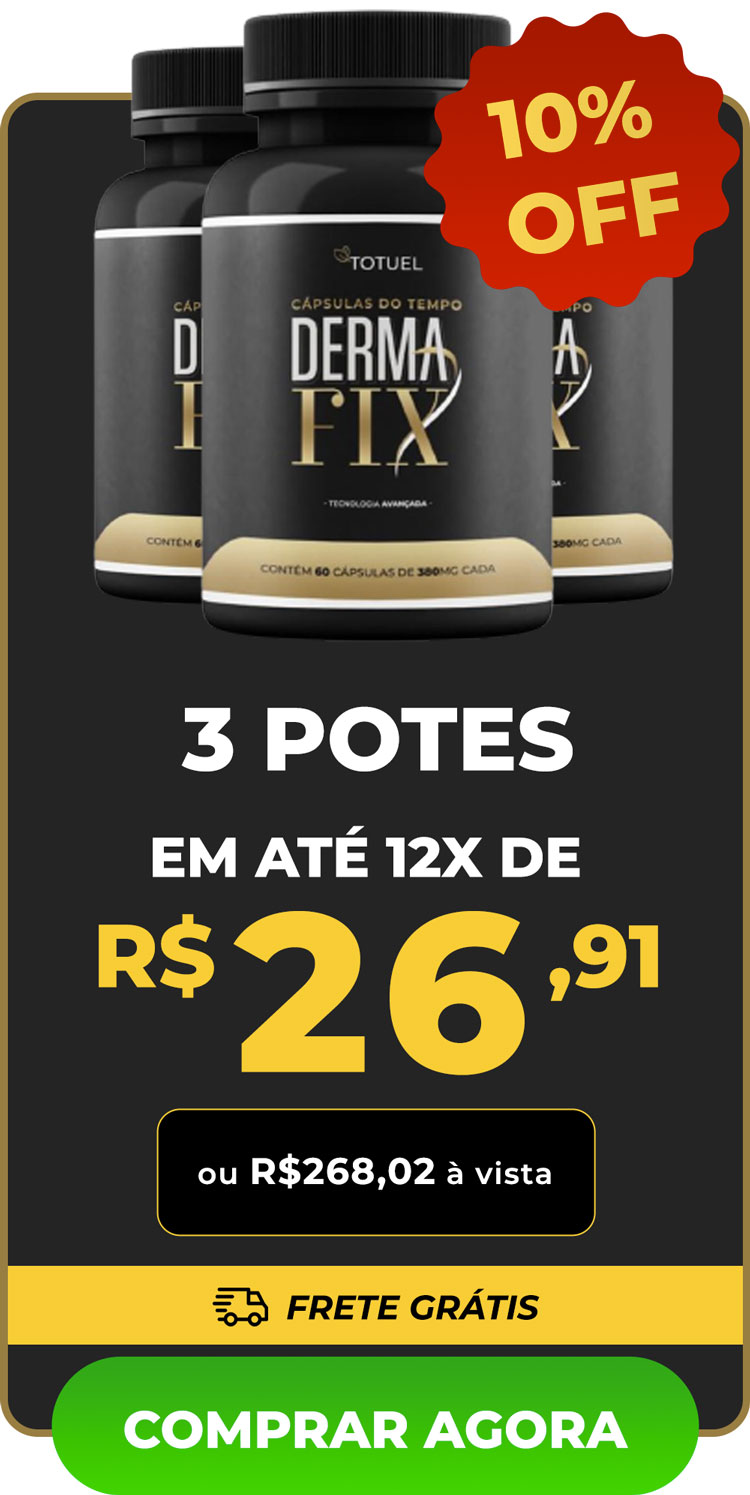 10%
OFF
TOTUEL
CÁPSULAS DO TEMPO
DERMA
FIX
- TECNOLOGIA AVANÇADA -
CONTÉM 60 CÁPSULAS DE 380MG CADA
3 POTES
EM ATÉ 12X DE
R$26,91
ou R$268,02 à vista
FRETE GRÁTIS
COMPRAR AGORA